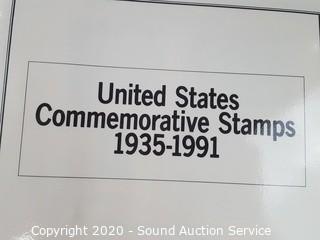 United States
Commemorative Stamps
1935-1991
Copyright 2020 - Sound Auction Service